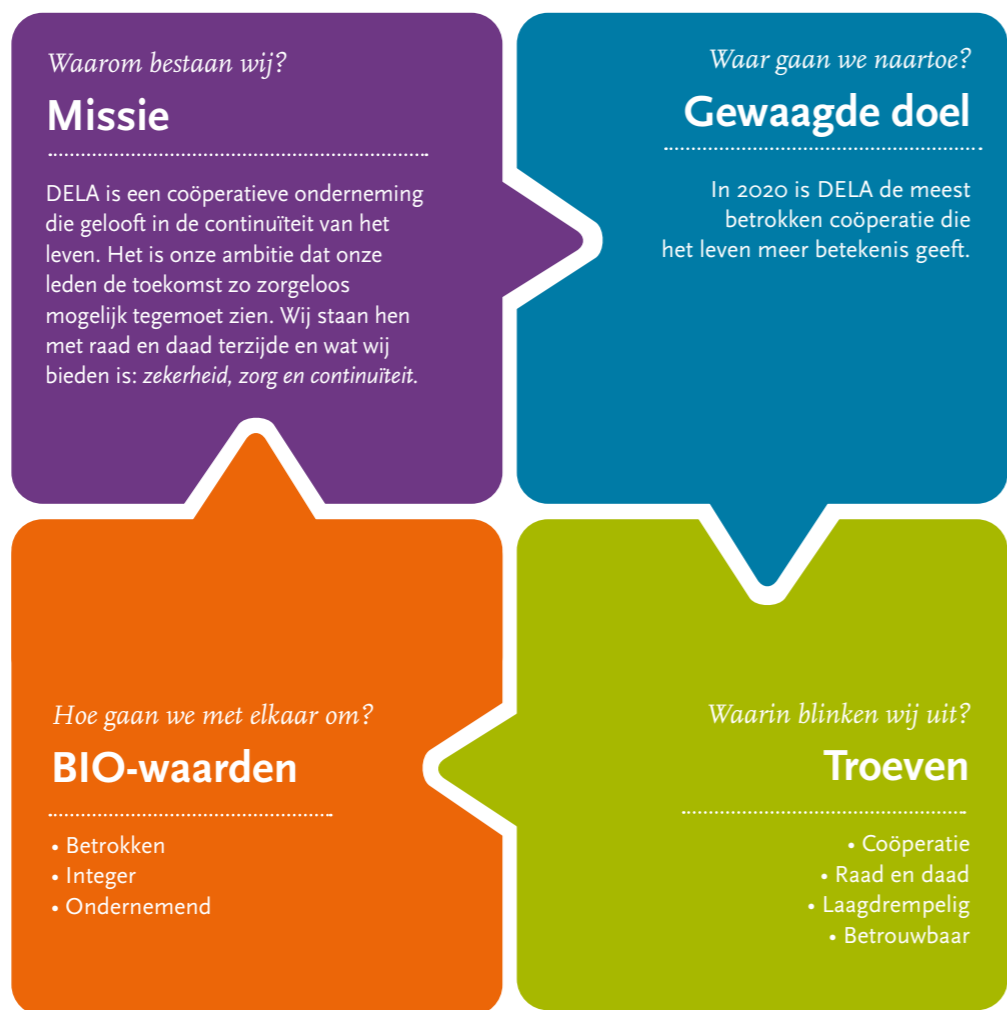 Waarom bestaan wij?
Missie
DELA is een coöperatieve onderneming
die gelooft in de continuïteit van het
leven. Het is onze ambitie dat onze
leden de toekomst zo zorgeloos
mogelijk tegemoet zien. Wij staan hen
met raad en daad terzijde en wat wij
bieden is: zekerheid, zorg en continuïteit.
Waar gaan we naartoe?
Gewaagde doel
In 2020 is DELA de meest
betrokken coöperatie die
het leven meer betekenis geeft.
Hoe gaan we met elkaar om?
BIO-waarden
• Betrokken
• Integer
• Ondernemend
Waarin blinken wij uit?
Troeven
• Coöperatie
• Raad en daad
• Laagdrempelig
• Betrouwbaar